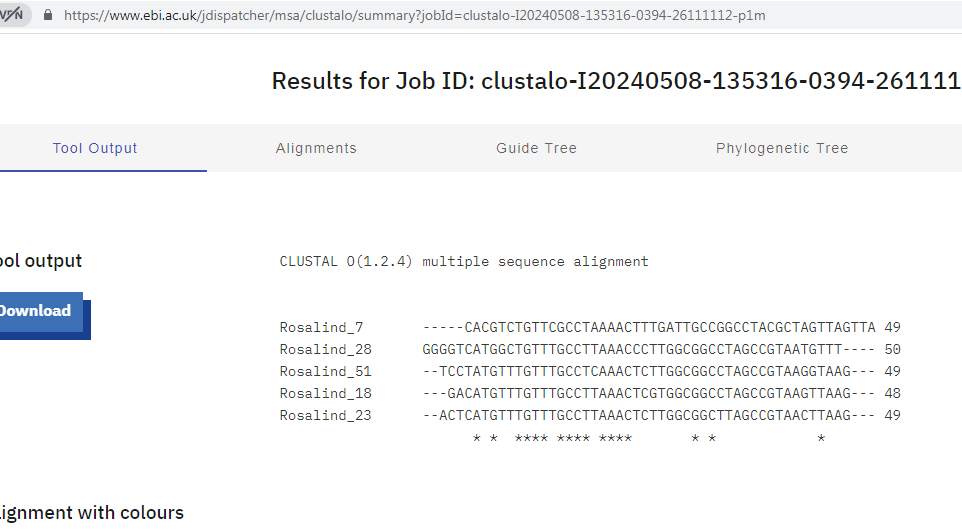 https://www.ebi.ac.uk/jdispatcher/msa/clustalo/summary?jobId=clustalo-I20240508-135316-0394-26111112-p1m
Results for Job ID: clustalo-I20240508-135316-0394-261111
Tool Output Alignments Guide Tree Phylogenetic Tree
ool output
Download
CLUSTAL O(1.2.4) multiple sequence alignment
Rosalind_7 -----CACGTCTGTTCGCCTAAAACTTTGATTGCCGGCCTACGCTAGTTAGTTA 49
Rosalind_28 GGGGTCATGGCTGTTTGCCTTAAACCCTTGGCGGCCTAGCCGTAATGTTT---- 50
Rosalind_51 --TCCTATGTTTGTTTGCCTCAAACTCTTGGCGGCCTAGCCGTAAGGTAAG--- 49
Rosalind_18 ---GACATGTTTGTTTGCCTTAAACTCGTGGCGGCCTAGCCGTAAGTTAAG--- 48
Rosalind_23 --ACTCATGTTTGTTTGCCTTAAACTCTTGGCGGCTTAGCCGTAACTTAAG--- 49
* * **** **** **** * * *
ignment with colours